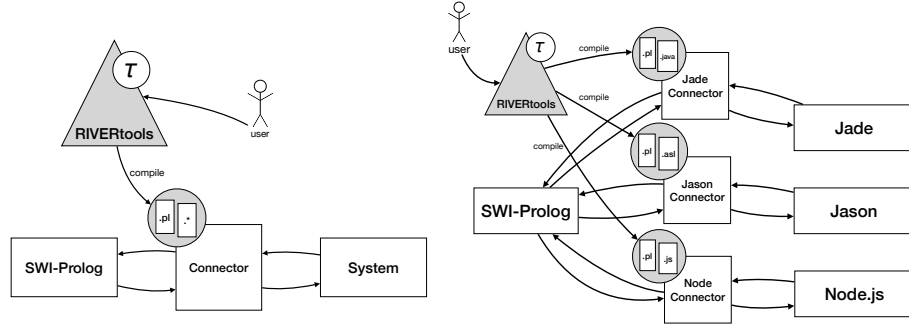 τ
RIVERtools
user
compile
.pl
.*
SWI-Prolog
Connector
System
user
τ
RIVERtools
compile
.pl
.java
Jade
Connector
Jade
compile
.pl
.asl
compile
SWI-Prolog
Jason
Connector
Jason
.pl
.js
Node
Connector
Node.js